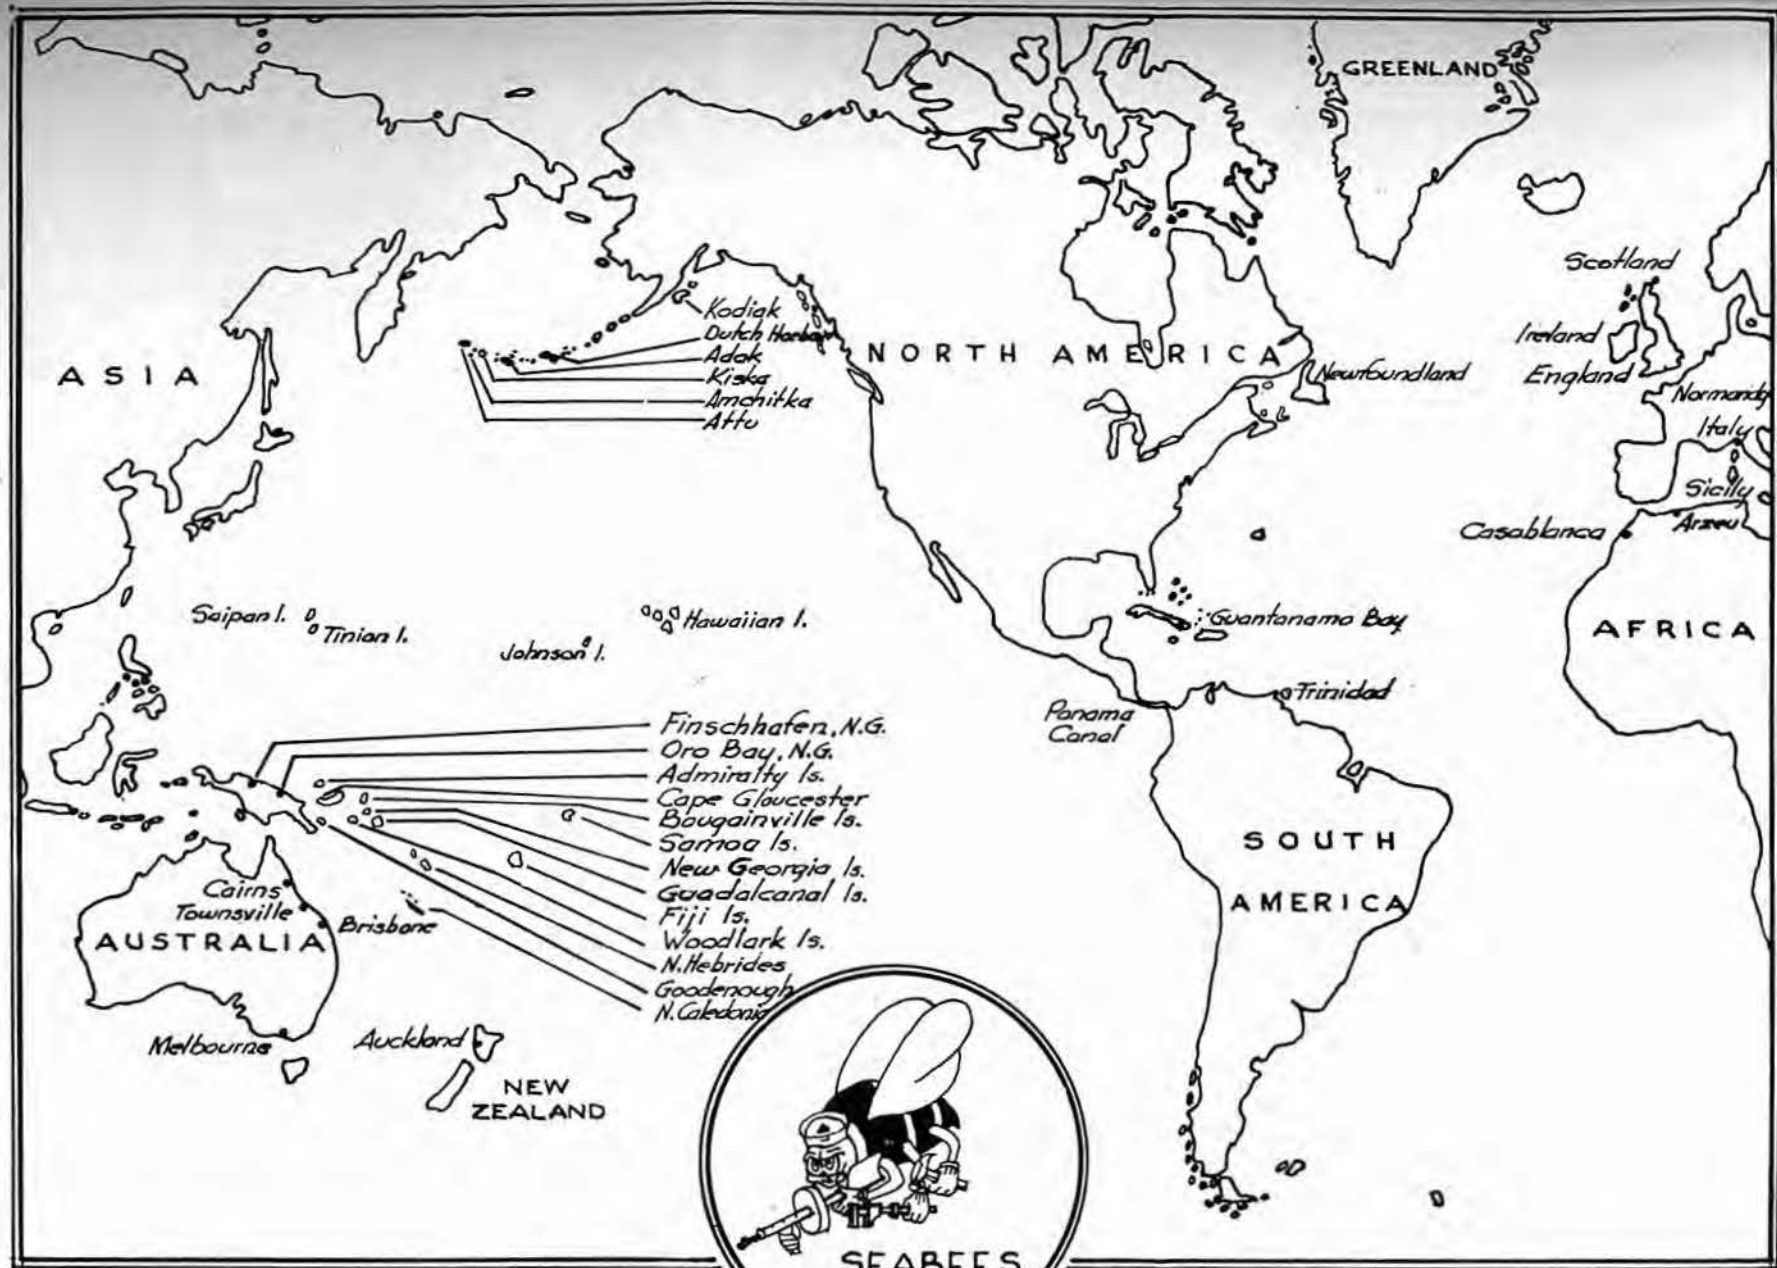 GREENLAND
Scotland
Kodiak
Dutch Harbor
Adak
Kiska
Amchitka
Attu
ASIA
NORTH AMERICA
Newfoundland
Ireland
England
Normandy
Italy
Sicily
Casablanca
Arzew
Saipan I.
Tinian I.
Johnson I.
Hawaiian I.
Guantanamo Bay
AFRICA
Trinidad
Panama
Canal
Finschhafen, N.G.
Oro Bay, N.G.
Admiralty Is.
Cape Gloucester
Bougainville Is.
Samoa Is.
New Georgia Is.
Guadalcanal Is.
Fiji Is.
Woodlark Is.
N. Hebrides
Goodenough
N. Caledonia
SOUTH
AMERICA
Cairns
Townsville
Brisbane
AUSTRALIA
Melbourne
Auckland
NEW
ZEALAND
SEABEES